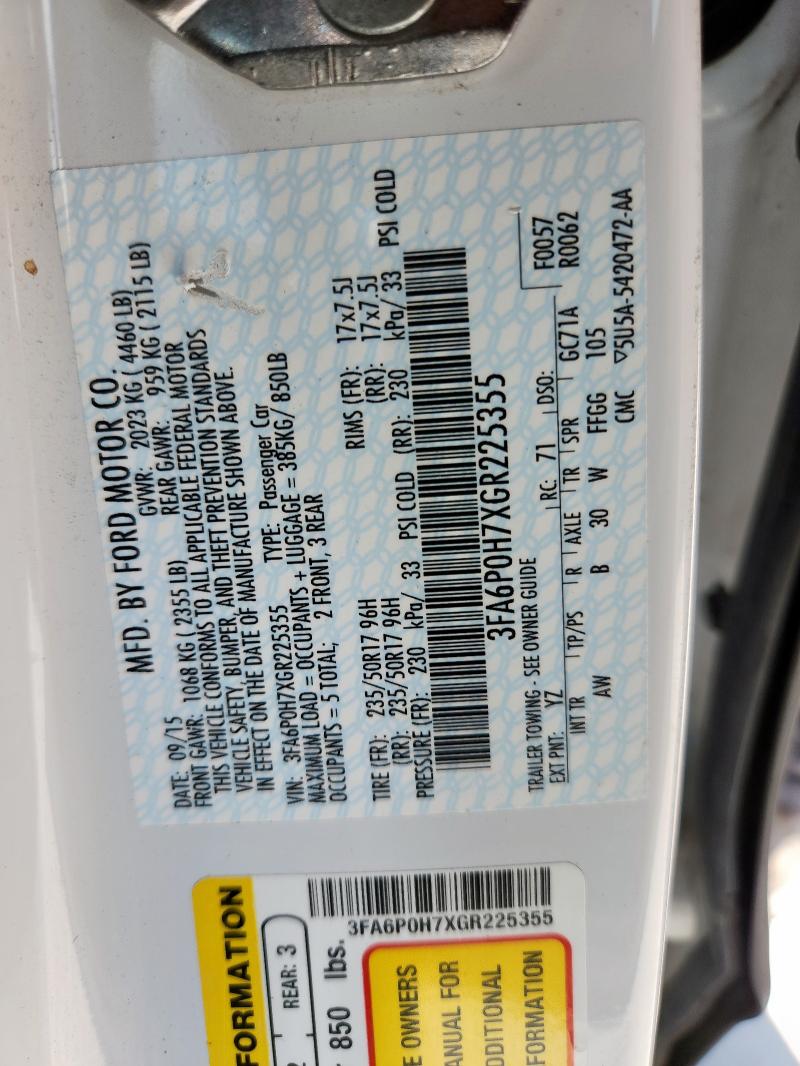 MFD. BY FORD MOTOR CO.
DATE: 09/15 GVWR: 2023 KG ( 4460 LB)
FRONT GAWR: 1068 KG ( 2355 LB) REAR GAWR: 959 KG ( 2115 LB)
THIS VEHICLE CONFORMS TO ALL APPLICABLE FEDERAL MOTOR
VEHICLE SAFETY, BUMPER, AND THEFT PREVENTION STANDARDS
IN EFFECT ON THE DATE OF MANUFACTURE SHOWN ABOVE.
VIN: 3FA6P0H7XGR225355 TYPE: Passenger Car
MAXIMUM LOAD = OCCUPANTS + LUGGAGE = 385KG/ 850LB
OCCUPANTS = 5 TOTAL: 2 FRONT, 3 REAR
TIRE (FR): 235/50R17 96H RIMS (FR): 17x7.5J
(RR): 235/50R17 96H (RR): 17x7.5J
PRESSURE (FR): 230 kPa/ 33 PSI COLD (RR): 230 kPa/ 33 PSI COLD
3FA6P0H7XGR225355
F0057
TRAILER TOWING - SEE OWNER GUIDE R0062
EXT PNT: YZ RC: 71 DSO: GC71A
INT TR TP/PS R AXLE TR SPR
AW B 30 W FFGG 105
CMC ▽5U5A-5420472-AA
FORMATION
REAR: 3
850 lbs.
3FA6P0H7XGR225355
E OWNERS
ANUAL FOR
DDITIONAL
FORMATION